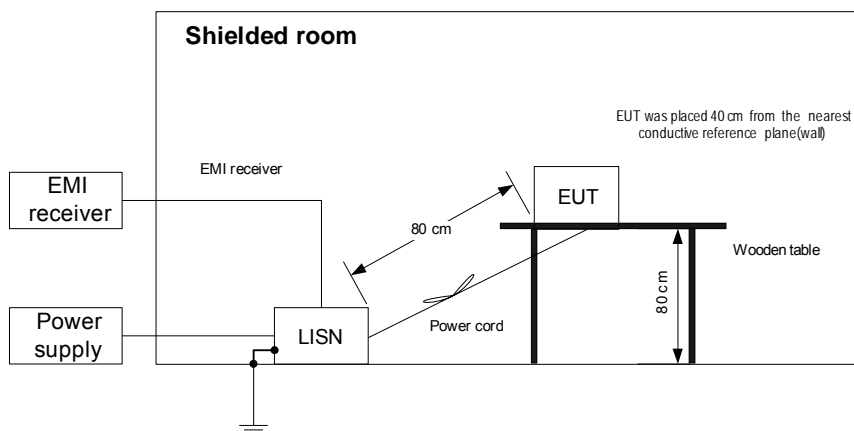 Shielded room
EUT was placed 40 cm from the nearest
conductive reference plane(wall)
EMI receiver
EMI
receiver
EUT
80 cm
Wooden table
80 cm
Power
supply
LISN
Power cord